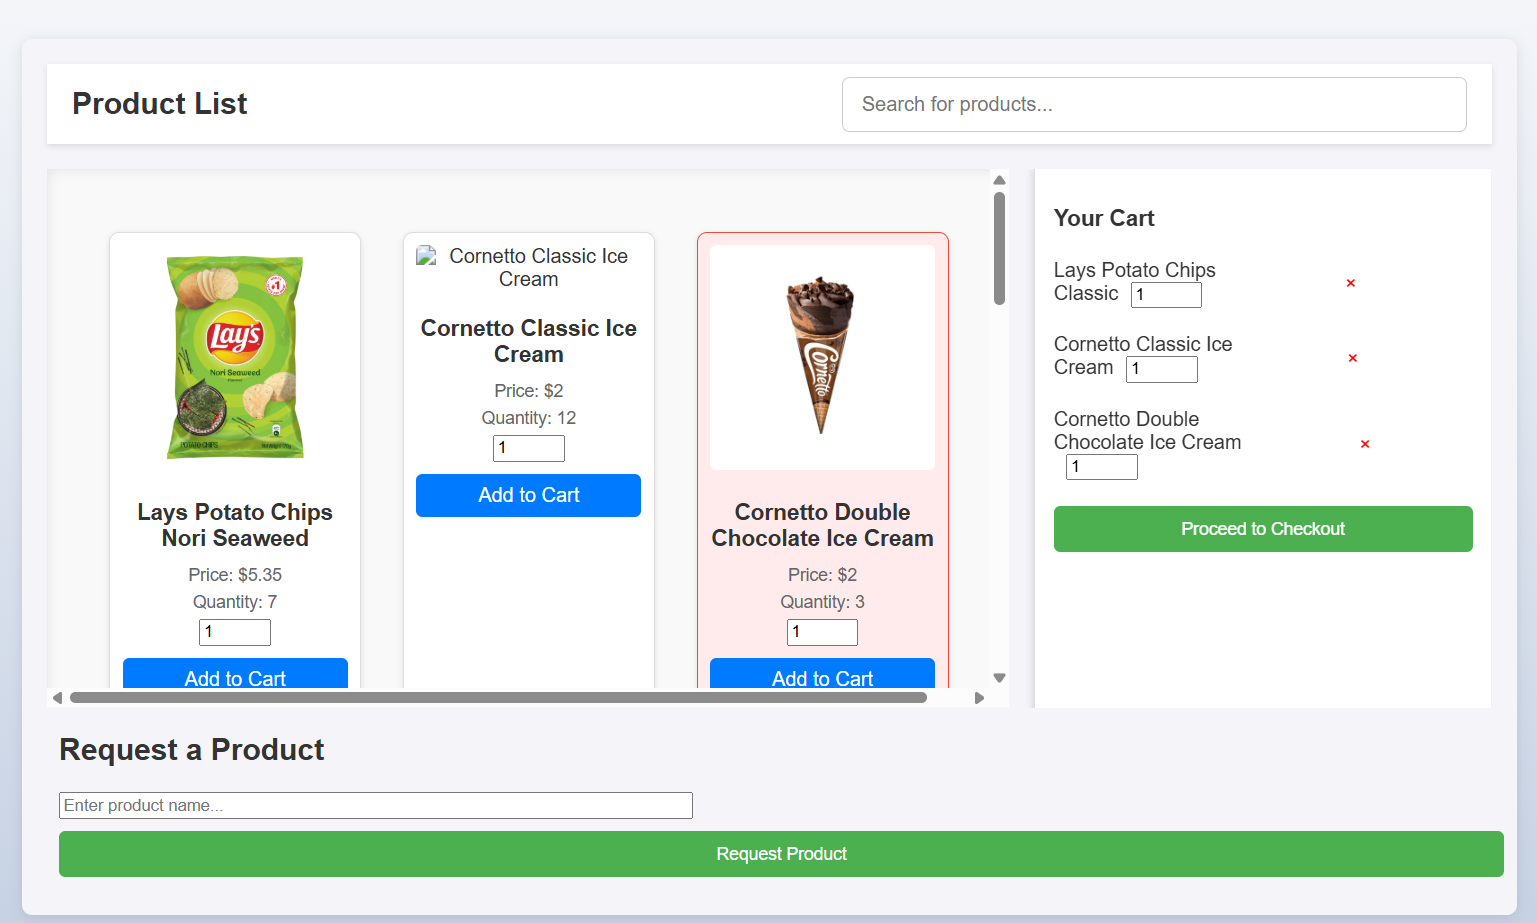 Product List
Search for products...
Lay's
Nori Seaweed
POTATO CHIPS
Lays Potato Chips
Nori Seaweed
Price: $5.35
Quantity: 7
1
Add to Cart
Cornetto Classic Ice
Cream
Cornetto Classic Ice
Cream
Price: $2
Quantity: 12
1
Add to Cart
Cornetto
Cornetto Double
Chocolate Ice Cream
Price: $2
Quantity: 3
1
Add to Cart
Your Cart
Lays Potato Chips
Classic 1 ×
Cornetto Classic Ice
Cream 1 ×
Cornetto Double
Chocolate Ice Cream ×
1
Proceed to Checkout
Request a Product
Enter product name...
Request Product